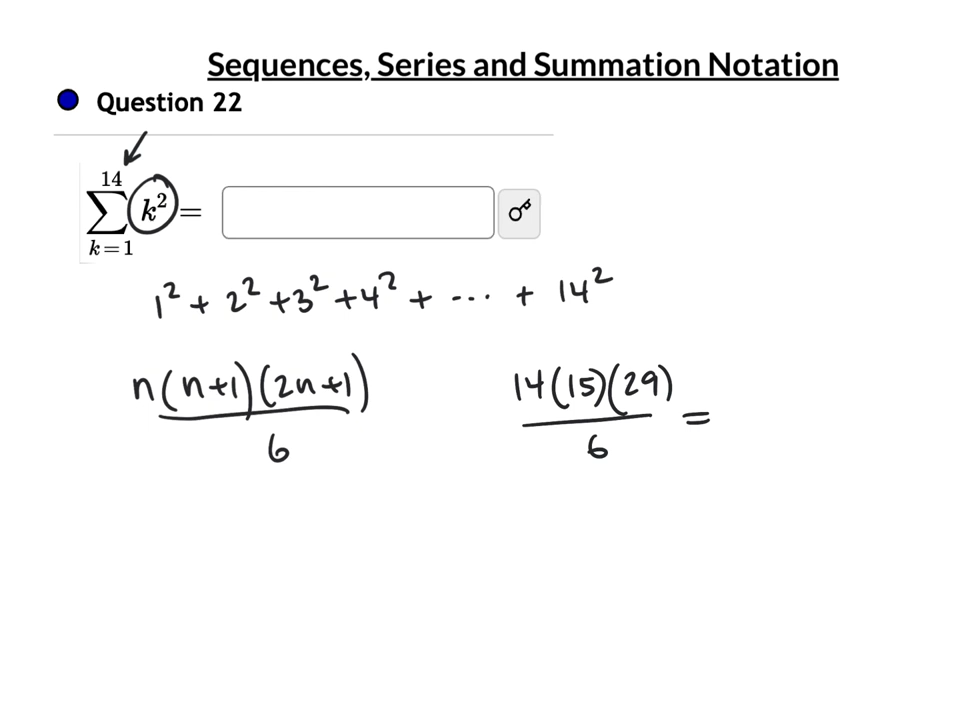 Sequences, Series and Summation Notation
Question 22
14
∑ k² =
k=1
1² + 2² + 3² + 4² + ... + 14²
n(n+1)(2n+1) 14(15)(29)
6 6 =